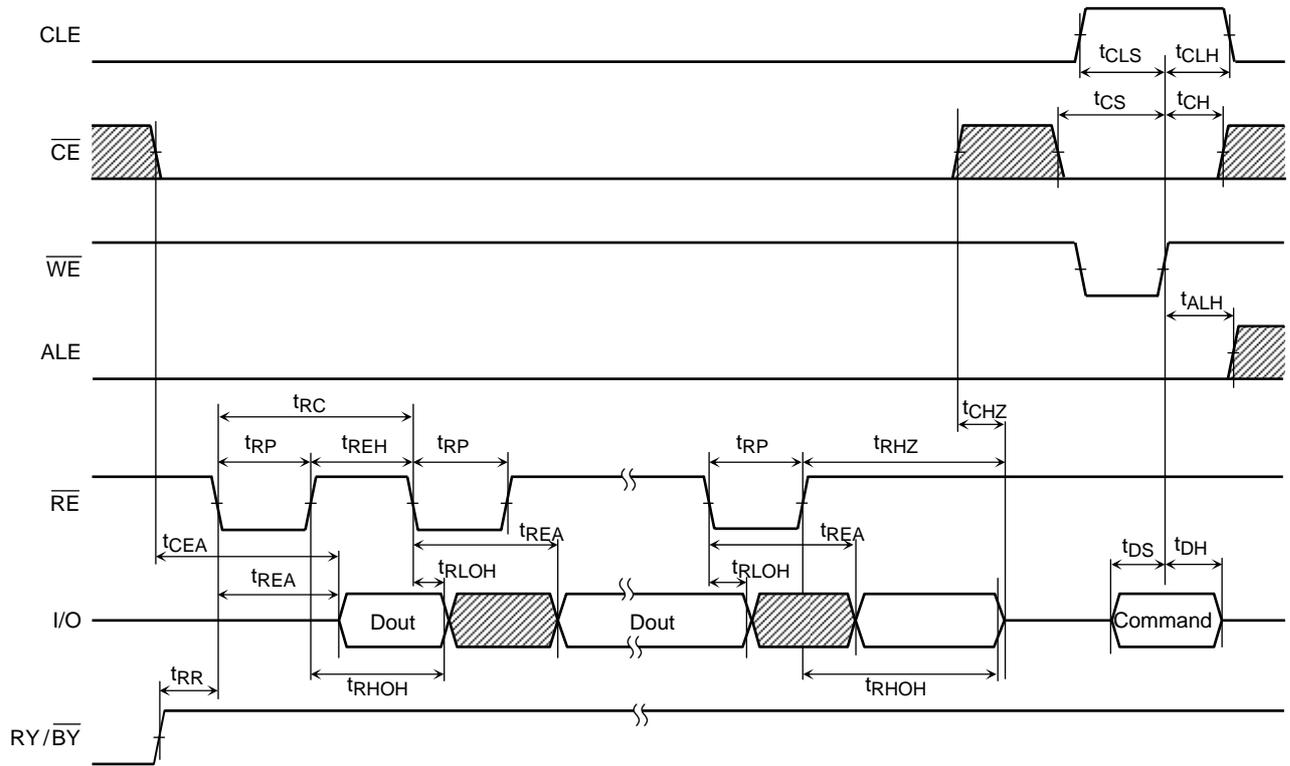 CLE
tCLS tCLH
tCS tCH
CE
WE
tALH
ALE
tRC
tCHZ
tRP tREH tRP tRP tRHZ
RE
tCEA tREA tREA tDS tDH
tREA tRLOH tRLOH
I/O Dout Dout Command
tRR tRHOH tRHOH
RY/BY